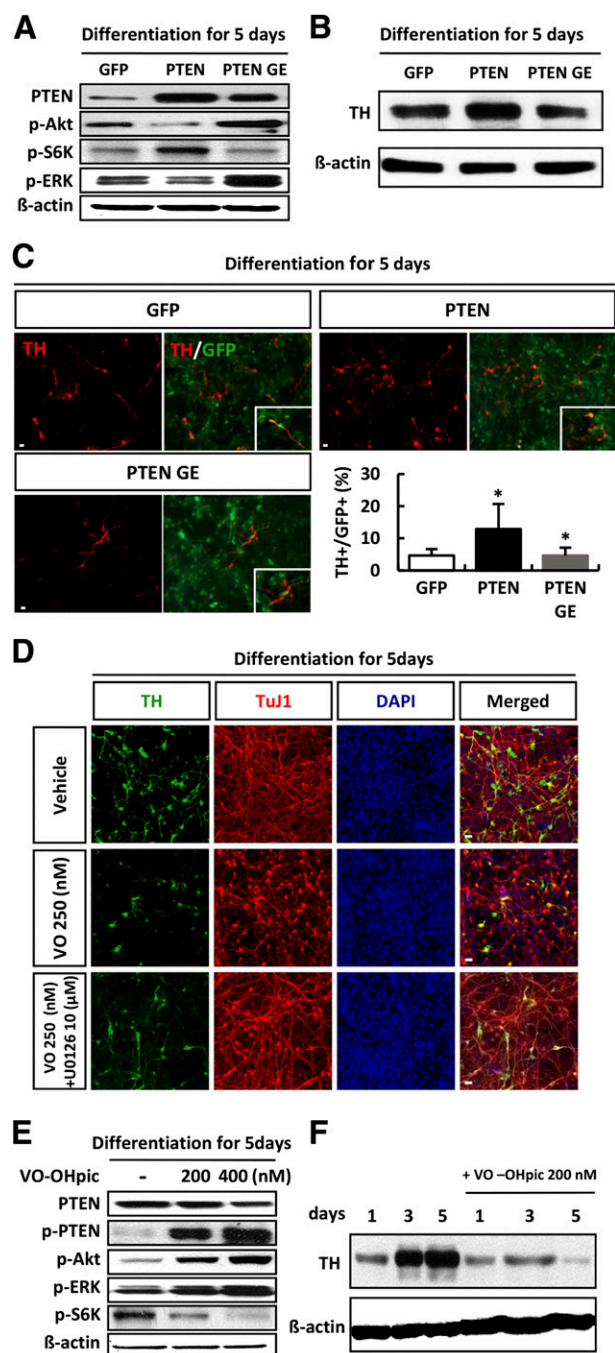 A
Differentiation for 5 days
GFP PTEN PTEN GE
PTEN
p-Akt
p-S6K
p-ERK
ß-actin
B
Differentiation for 5 days
GFP PTEN PTEN GE
TH
ß-actin
C
Differentiation for 5 days
GFP
TH
TH/GFP
PTEN
PTEN GE
TH+/GFP+ (%)
30
20
10
0
*
*
GFP PTEN PTEN
GE
D
Differentiation for 5days
TH TuJ1 DAPI Merged
Vehicle
VO 250 (nM)
VO 250 (nM)
+U0126 10 (µM)
E
Differentiation for 5days
VO-OHpic - 200 400 (nM)
PTEN
p-PTEN
p-Akt
p-ERK
p-S6K
ß-actin
F
+ VO –OHpic 200 nM
days 1 3 5 1 3 5
TH
ß-actin